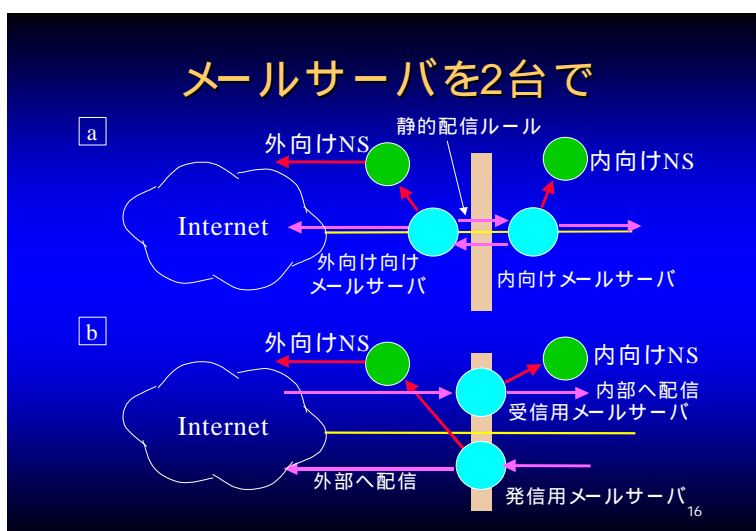 メールサーバを2台で
a
静的配信ルール
外向けNS
内向けNS
Internet
外向け向け
メールサーバ
内向けメールサーバ
b
外向けNS
内向けNS
内部へ配信
受信用メールサーバ
Internet
外部へ配信
発信用メールサーバ
16